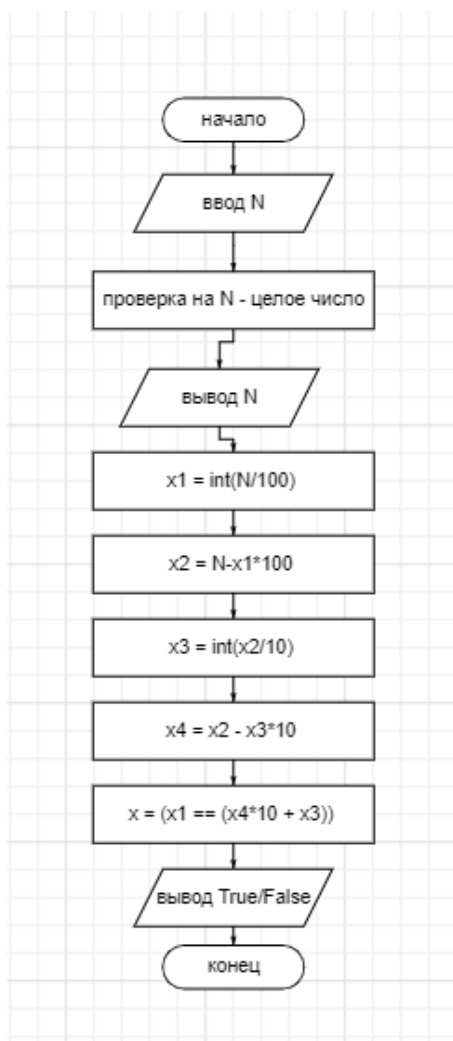 начало
ввод N
проверка на N - целое число
вывод N
x1 = int(N/100)
x2 = N-x1*100
x3 = int(x2/10)
x4 = x2 - x3*10
x = (x1 == (x4*10 + x3))
вывод True/False
конец